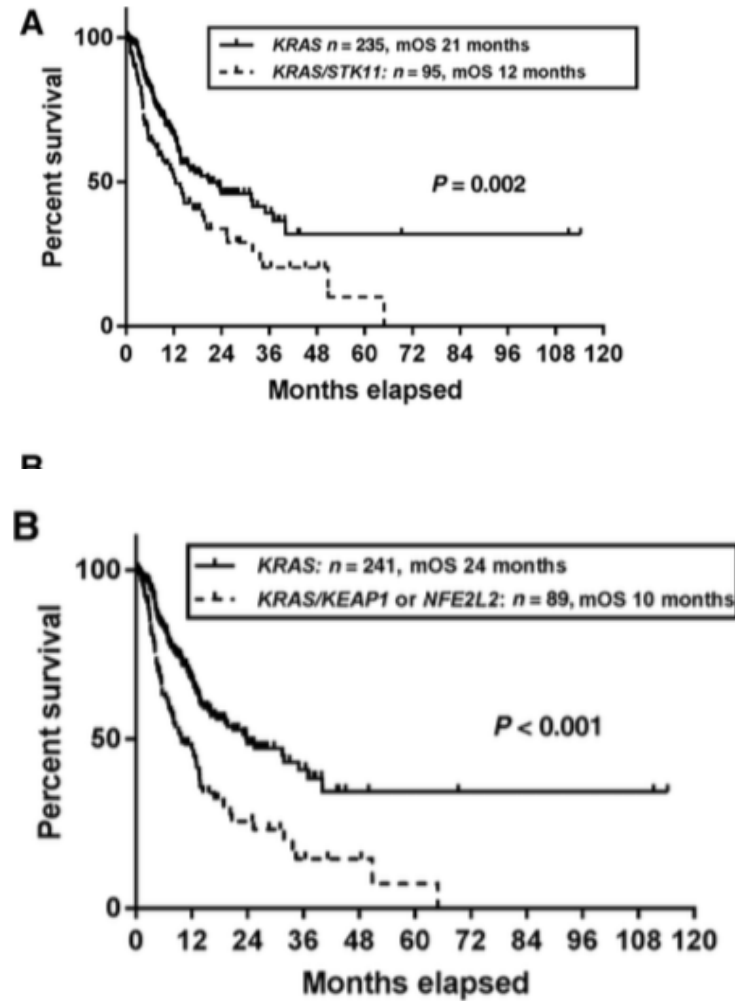 A
KRAS n = 235, mOS 21 months
KRAS/STK11: n = 95, mOS 12 months
100
50
0
Percent survival
P = 0.002
0 12 24 36 48 60 72 84 96 108 120
Months elapsed
B
B
KRAS: n = 241, mOS 24 months
KRAS/KEAP1 or NFE2L2: n = 89, mOS 10 months
100
50
0
Percent survival
P < 0.001
0 12 24 36 48 60 72 84 96 108 120
Months elapsed